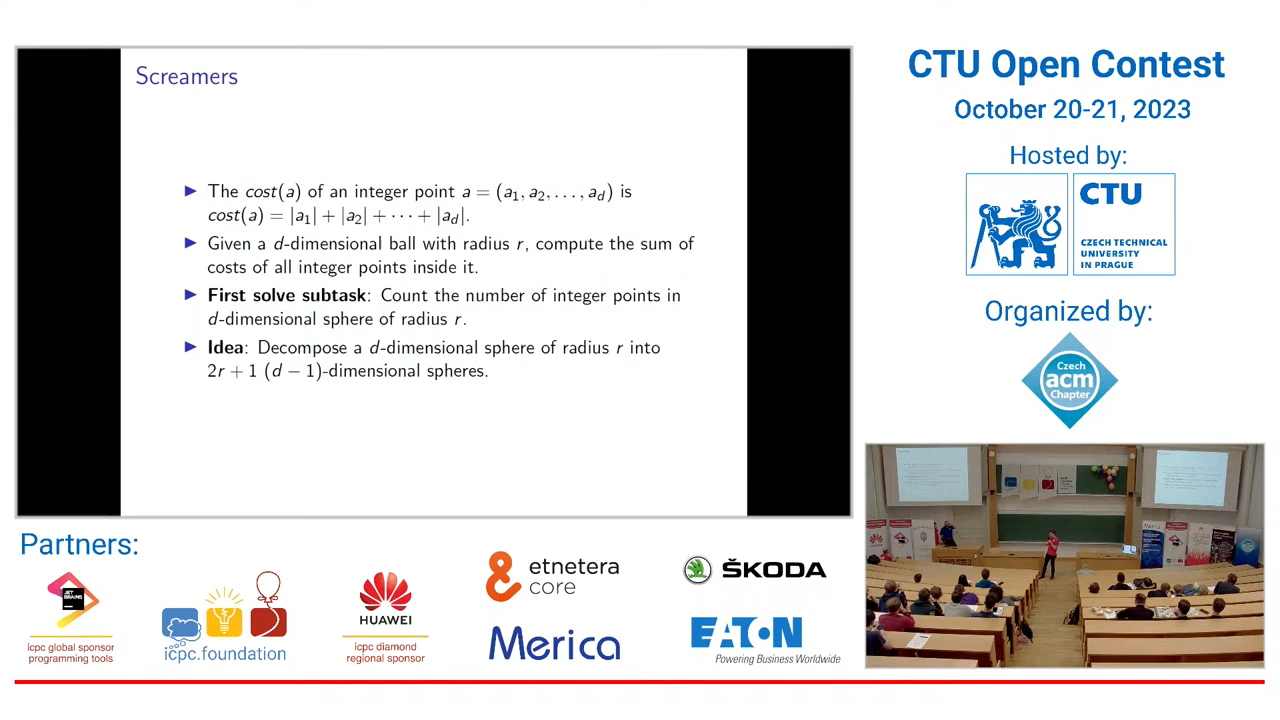 Screamers
▶ The cost(a) of an integer point a = (a₁, a₂, . . . , a_d) is
cost(a) = |a₁| + |a₂| + · · · + |a_d|.
▶ Given a d-dimensional ball with radius r, compute the sum of
costs of all integer points inside it.
▶ First solve subtask: Count the number of integer points in
d-dimensional sphere of radius r.
▶ Idea: Decompose a d-dimensional sphere of radius r into
2r + 1 (d − 1)-dimensional spheres.
CTU Open Contest
October 20-21, 2023
Hosted by:
CTU
CZECH TECHNICAL
UNIVERSITY
IN PRAGUE
Organized by:
Czech
acm
Chapter
Partners:
JET
BRAINS
icpc global sponsor
programming tools
icpc.foundation
HUAWEI
icpc diamond
regional sponsor
etnetera
core
Merica
ŠKODA
EATON
Powering Business Worldwide